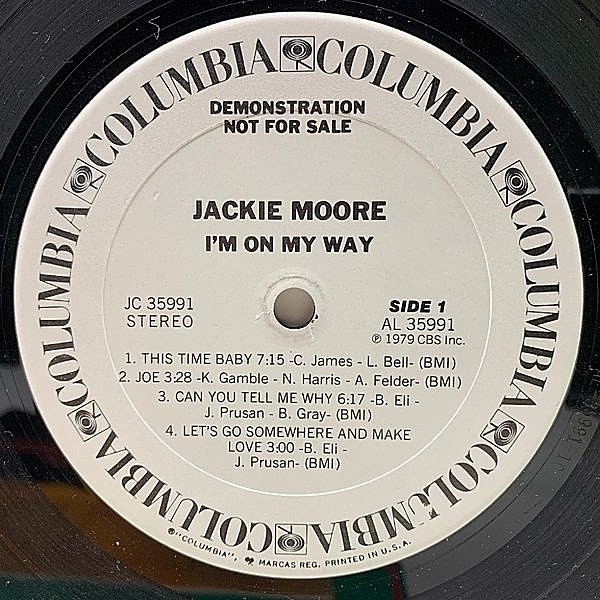 COLUMBIA COLUMBIA COLUMBIA COLUMBIA COLUMBIA COLUMBIA
DEMONSTRATION
NOT FOR SALE
JACKIE MOORE
I'M ON MY WAY
JC 35991
STEREO
SIDE 1
AL 35991
℗ 1979 CBS Inc.
1. THIS TIME BABY 7:15 -C. James - L. Bell- (BMI)
2. JOE 3:28 -K. Gamble - N. Harris - A. Felder- (BMI)
3. CAN YOU TELL ME WHY 6:17 -B. Eli -
J. Prusan - B. Gray- (BMI)
4. LET'S GO SOMEWHERE AND MAKE
LOVE 3:00 -B. Eli -
J. Prusan- (BMI)
®"COLUMBIA", MARCAS REG. PRINTED IN U.S.A.